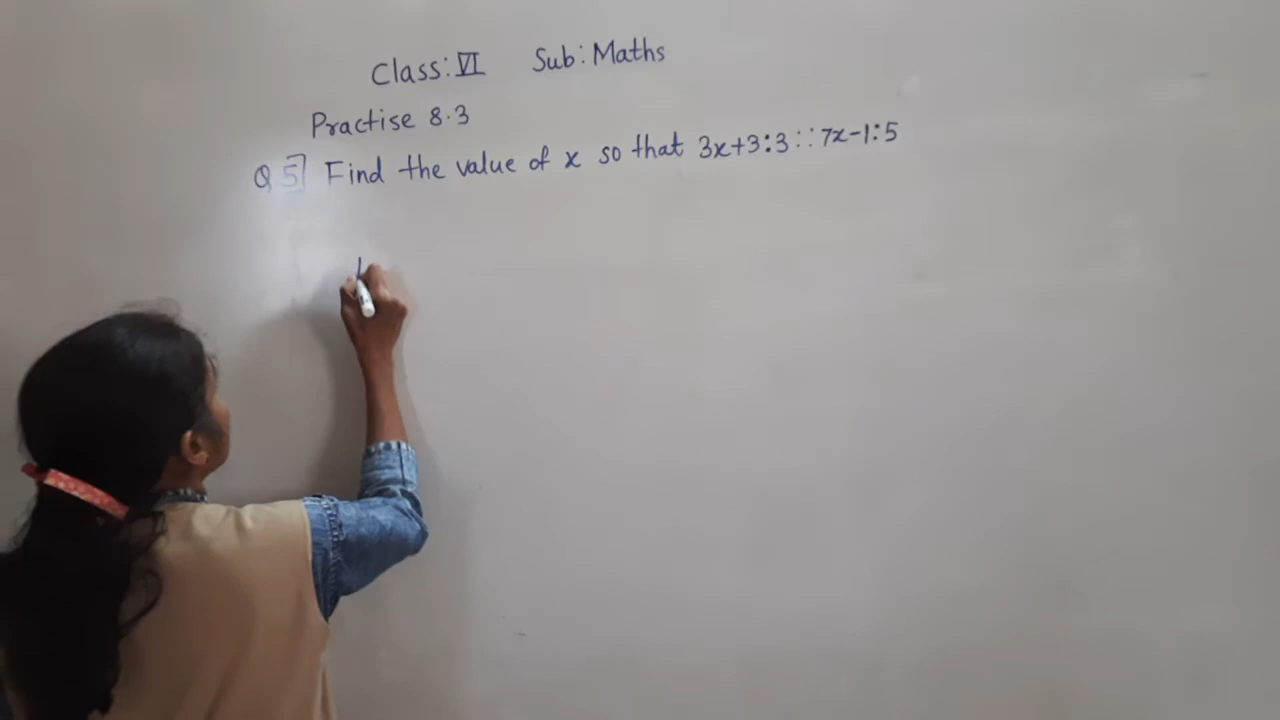 Class: VI Sub: Maths
Practise 8.3
Q 5] Find the value of x so that 3x+3:3::7x-1:5